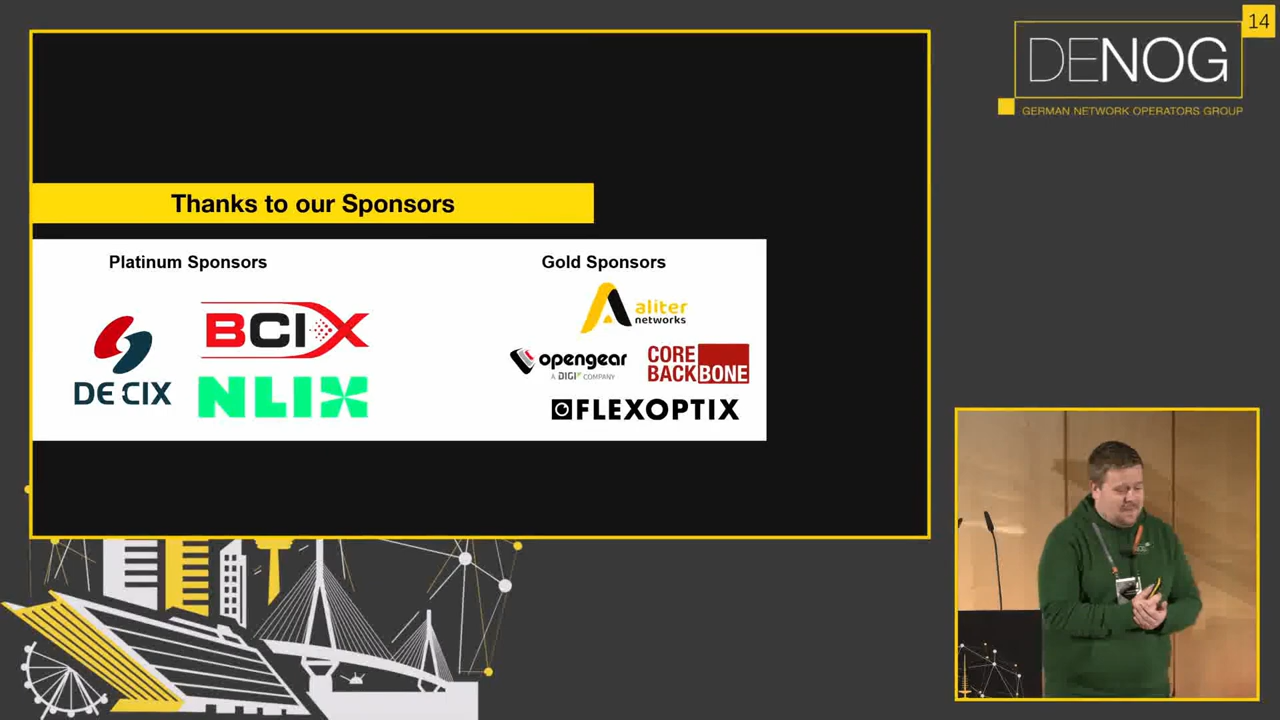 14
DENOG
GERMAN NETWORK OPERATORS GROUP
Thanks to our Sponsors
Platinum Sponsors
Gold Sponsors
DE CIX
BCIX
NLIX
aliter
networks
opengear
A DIGI COMPANY
CORE
BACKBONE
FLEXOPTIX